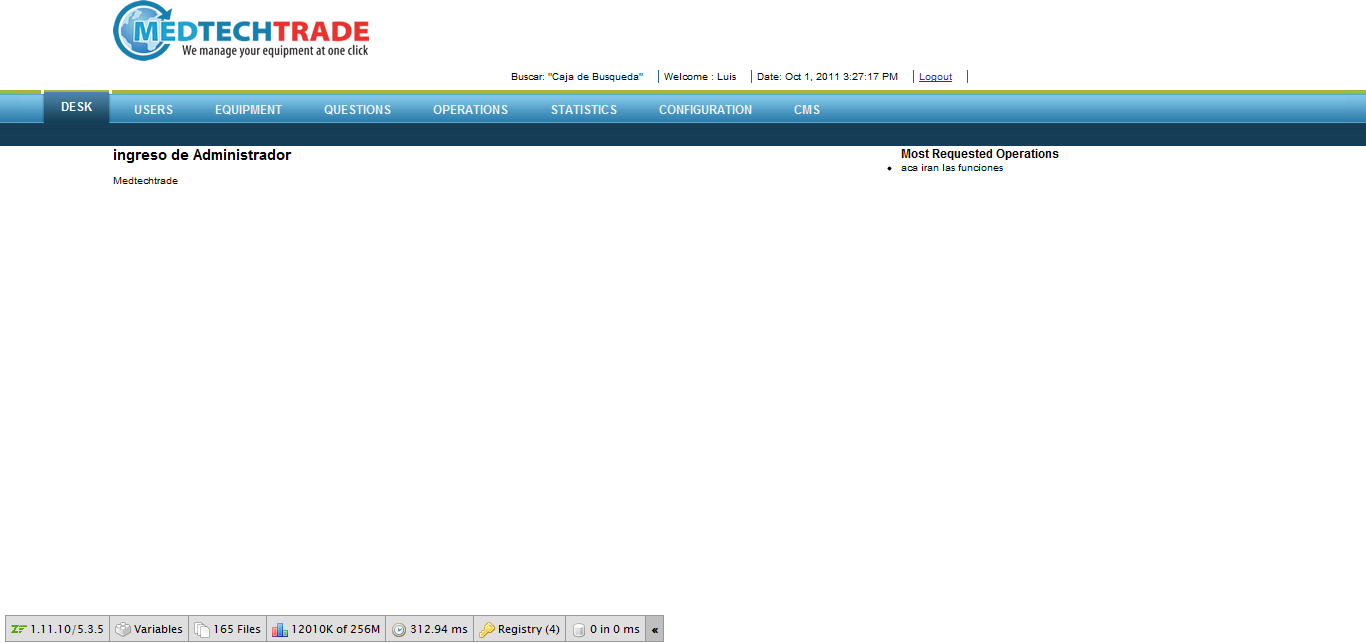 MEDTECHTRADE
We manage your equipment at one click
Buscar: "Caja de Busqueda" Welcome : Luis Date: Oct 1, 2011 3:27:17 PM Logout
DESK USERS EQUIPMENT QUESTIONS OPERATIONS STATISTICS CONFIGURATION CMS
ingreso de Administrador
Medtechtrade
Most Requested Operations
aca iran las funciones
ZF 1.11.10/5.3.5 Variables 165 Files 12010K of 256M 312.94 ms Registry (4) 0 in 0 ms «